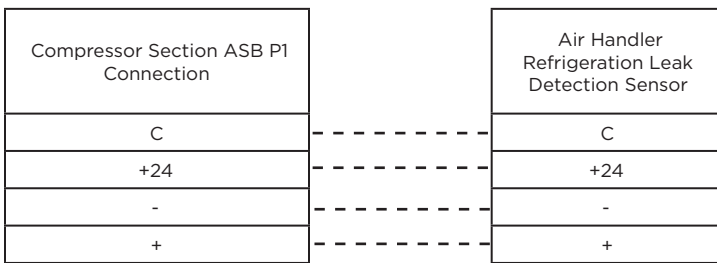 Compressor Section ASB P1
Connection
Air Handler
Refrigeration Leak
Detection Sensor
C
C
+24
+24
-
-
+
+